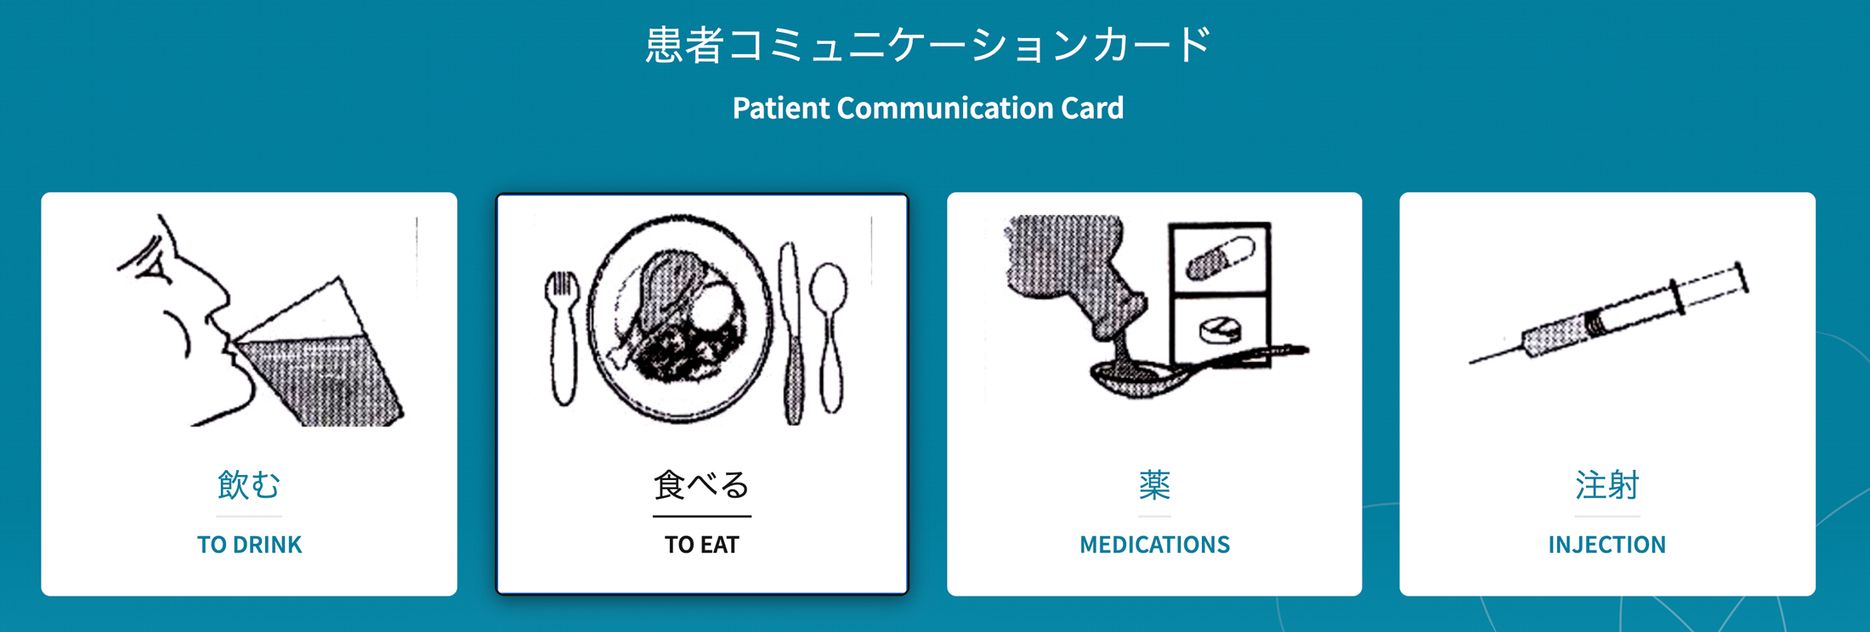 患者コミュニケーションカード
Patient Communication Card
飲む
TO DRINK
食べる
TO EAT
薬
MEDICATIONS
注射
INJECTION